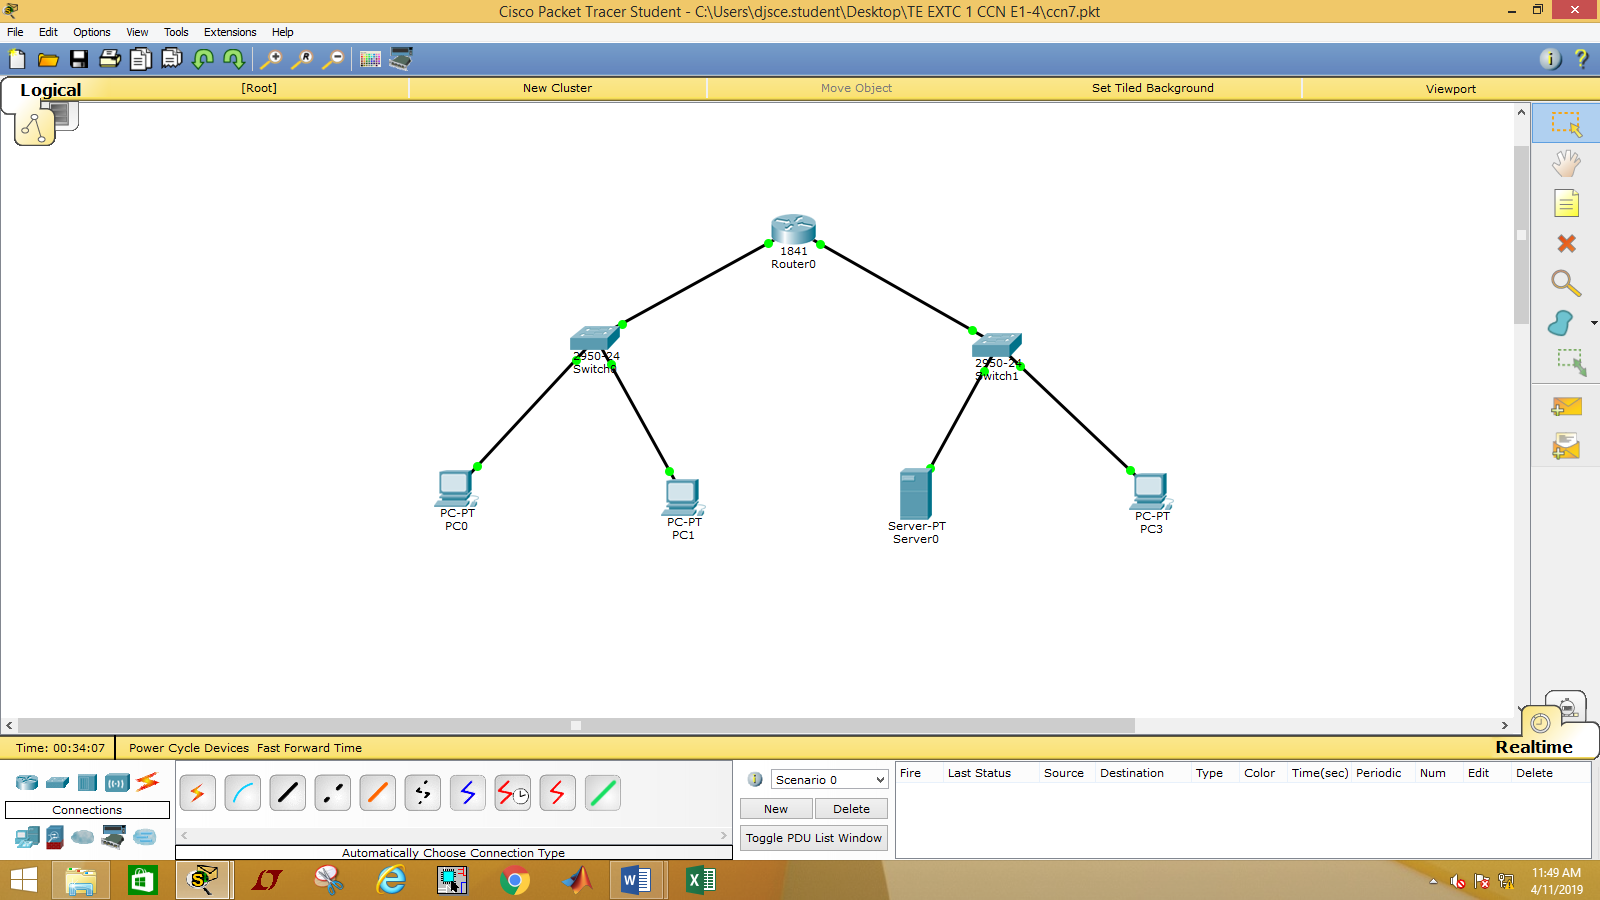 Cisco Packet Tracer Student - C:\Users\djsce.student\Desktop\TE EXTC 1 CCN E1-4\ccn7.pkt
File Edit Options View Tools Extensions Help
Logical [Root] New Cluster Move Object Set Tiled Background Viewport
1841
Router0
2950-24
Switch0
2950-24
Switch1
PC-PT
PC0
PC-PT
PC1
Server-PT
Server0
PC-PT
PC3
Time: 00:34:07 Power Cycle Devices Fast Forward Time
Realtime
Connections
Automatically Choose Connection Type
Scenario 0
New Delete
Toggle PDU List Window
Fire Last Status Source Destination Type Color Time(sec) Periodic Num Edit Delete
11:49 AM
4/11/2019